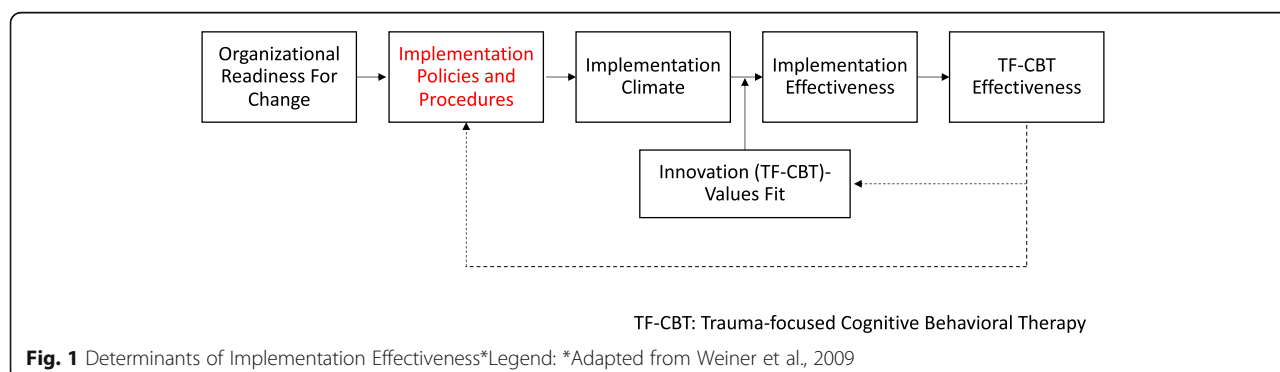 Organizational
Readiness For
Change
Implementation
Policies and
Procedures
Implementation
Climate
Implementation
Effectiveness
TF-CBT
Effectiveness
Innovation (TF-CBT)-
Values Fit
TF-CBT: Trauma-focused Cognitive Behavioral Therapy
Fig. 1 Determinants of Implementation Effectiveness*Legend: *Adapted from Weiner et al., 2009